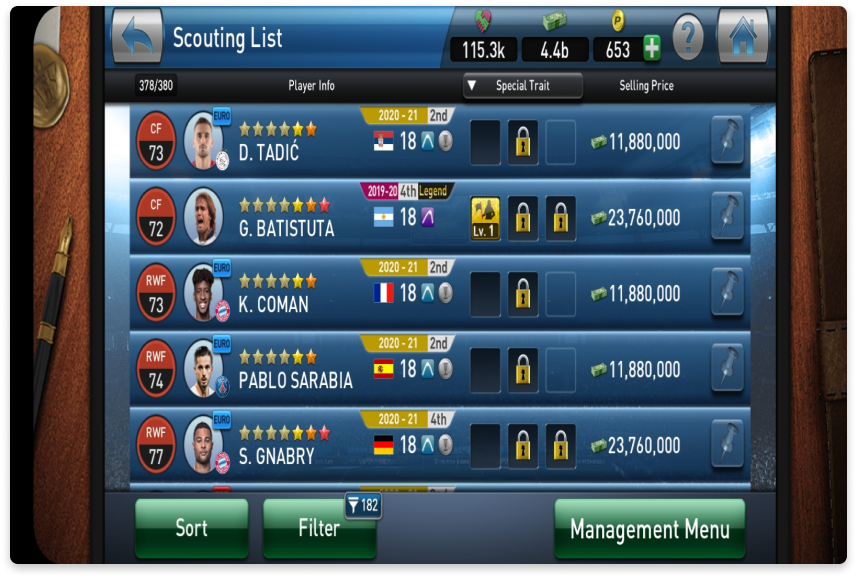 Scouting List
115.3k
4.4b
P
653
?
378/380
Player Info
Special Trait
Selling Price
CF
73
EURO
D. TADIĆ
2020 - 21 2nd
18
11,880,000
CF
72
G. BATISTUTA
2019-20 4th Legend
18
Lv. 1
23,760,000
RWF
73
EURO
K. COMAN
2020 - 21 2nd
18
11,880,000
RWF
74
EURO
PABLO SARABIA
2020 - 21 2nd
18
11,880,000
RWF
77
EURO
S. GNABRY
2020 - 21 4th
18
23,760,000
Sort
Filter
182
Management Menu